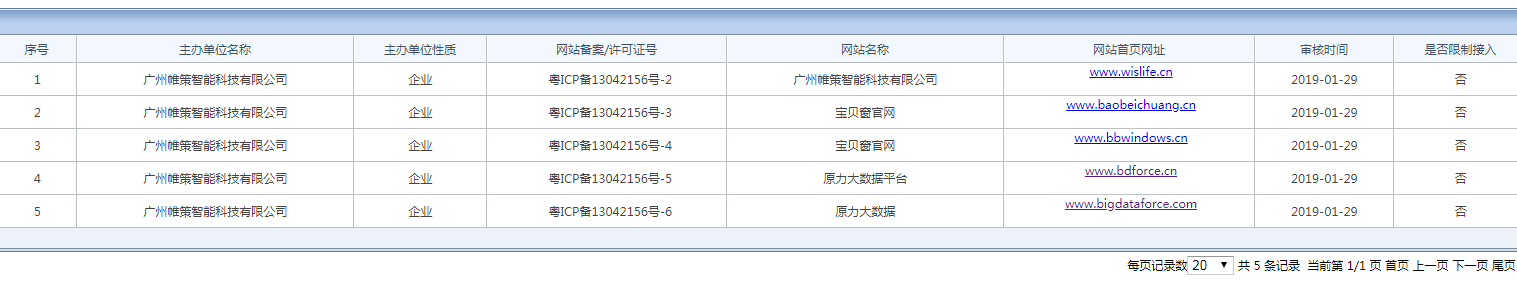 序号 主办单位名称 主办单位性质 网站备案/许可证号 网站名称 网站首页网址 审核时间 是否限制接入
1 广州帷策智能科技有限公司 企业 粤ICP备13042156号-2 广州帷策智能科技有限公司 www.wislife.cn 2019-01-29 否
2 广州帷策智能科技有限公司 企业 粤ICP备13042156号-3 宝贝窗官网 www.baobeichuang.cn 2019-01-29 否
3 广州帷策智能科技有限公司 企业 粤ICP备13042156号-4 宝贝窗官网 www.bbwindows.cn 2019-01-29 否
4 广州帷策智能科技有限公司 企业 粤ICP备13042156号-5 原力大数据平台 www.bdforce.cn 2019-01-29 否
5 广州帷策智能科技有限公司 企业 粤ICP备13042156号-6 原力大数据 www.bigdataforce.com 2019-01-29 否
每页记录数 20 共 5 条记录 当前第 1/1 页 首页 上一页 下一页 尾页